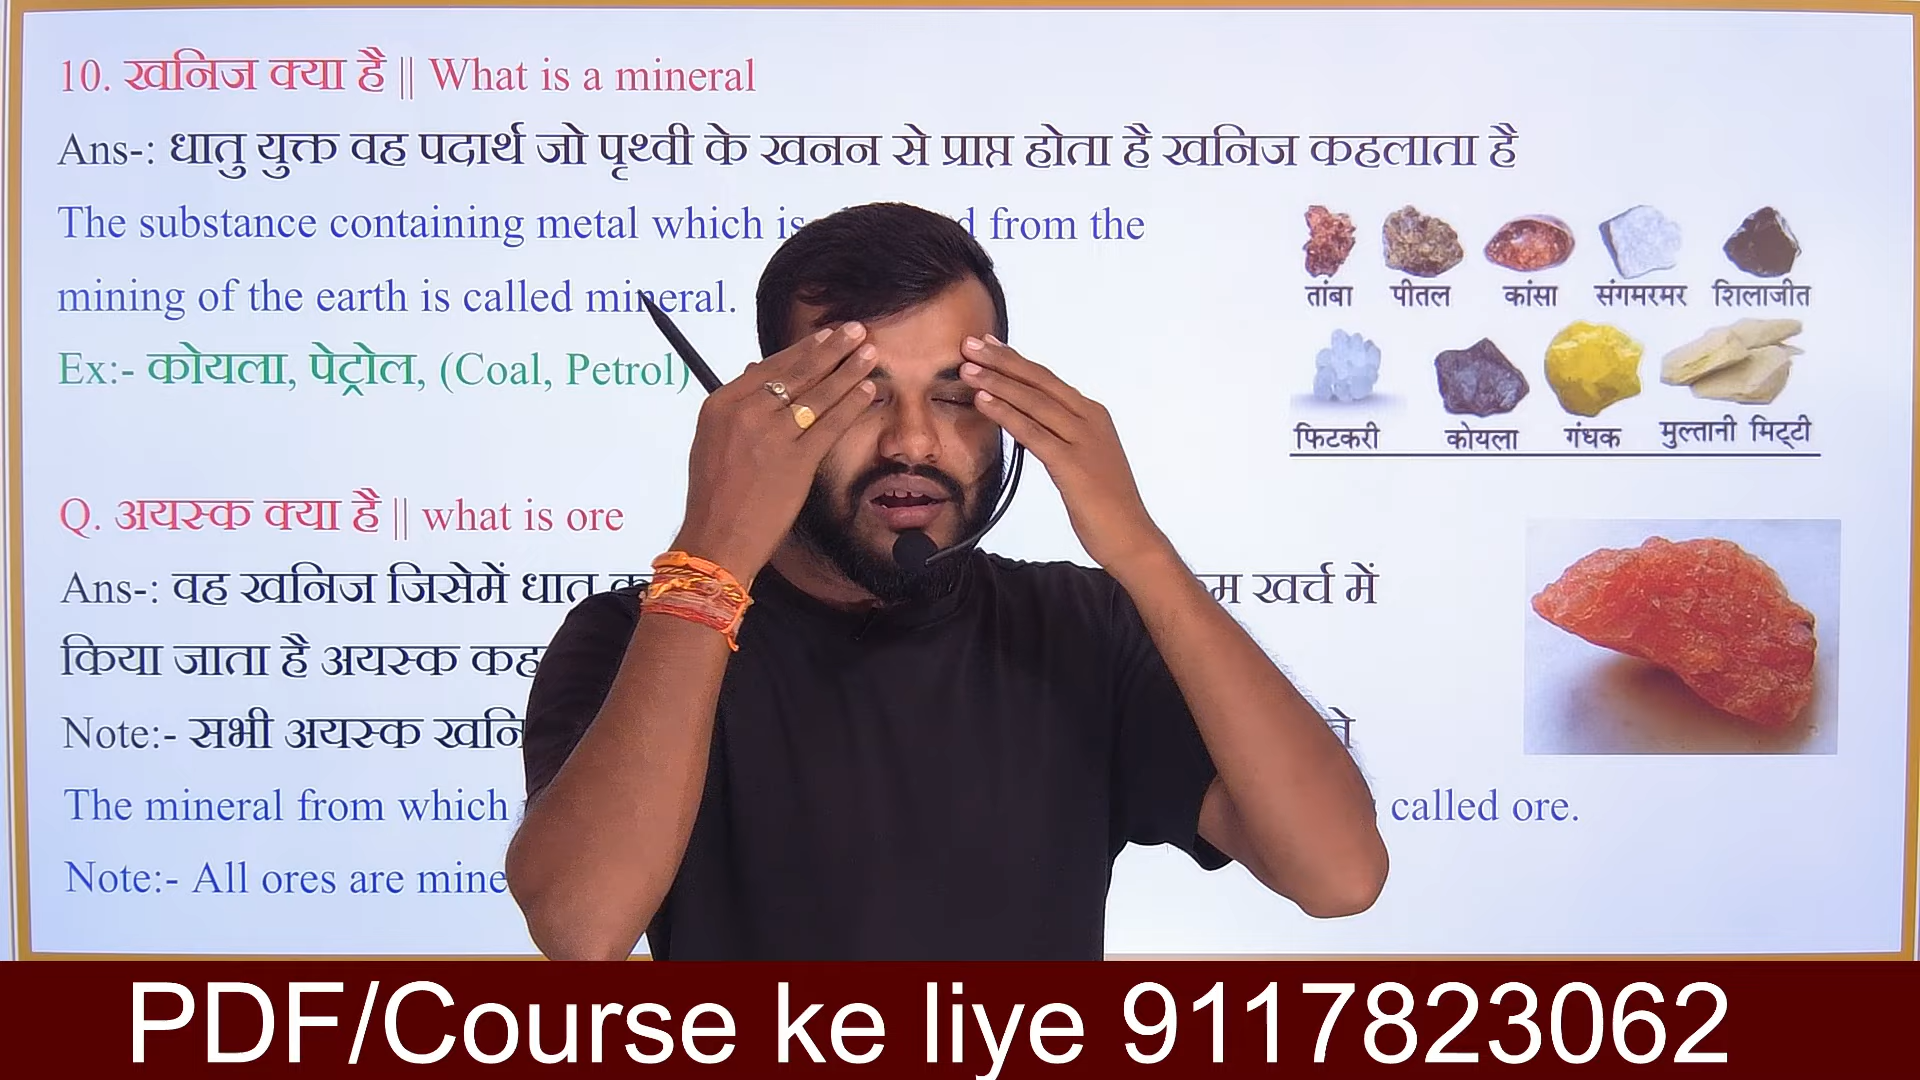 10. खनिज क्या है || What is a mineral
Ans-: धातु युक्त वह पदार्थ जो पृथ्वी के खनन से प्राप्त होता है खनिज कहलाता है
The substance containing metal which is from the
mining of the earth is called mineral.
Ex:- कोयला, पेट्रोल, (Coal, Petrol)
तांबा पीतल कांसा संगमरमर शिलाजीत
फिटकरी कोयला गंधक मुल्तानी मिट्टी
Q. अयस्क क्या है || what is ore
Ans-: वह खनिज जिसेमें खर्च में
किया जाता है अयस्क
Note:- सभी अयस्क
The mineral from which called ore.
Note:- All ores are
PDF/Course ke liye 9117823062